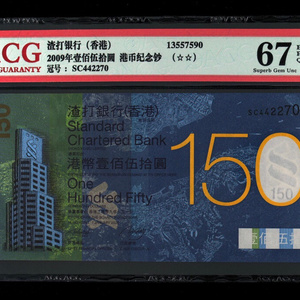 ACG
GUARANTY
渣打银行（香港）
2009年壹佰伍拾圆 港币纪念钞
冠号：SC442270
13557590
（☆☆）
67
Superb Gem Unc
SC442270
150
渣打銀行(香港)
Standard
Chartered Bank
港幣壹佰伍拾圓
One
Hundred Fifty
150
150